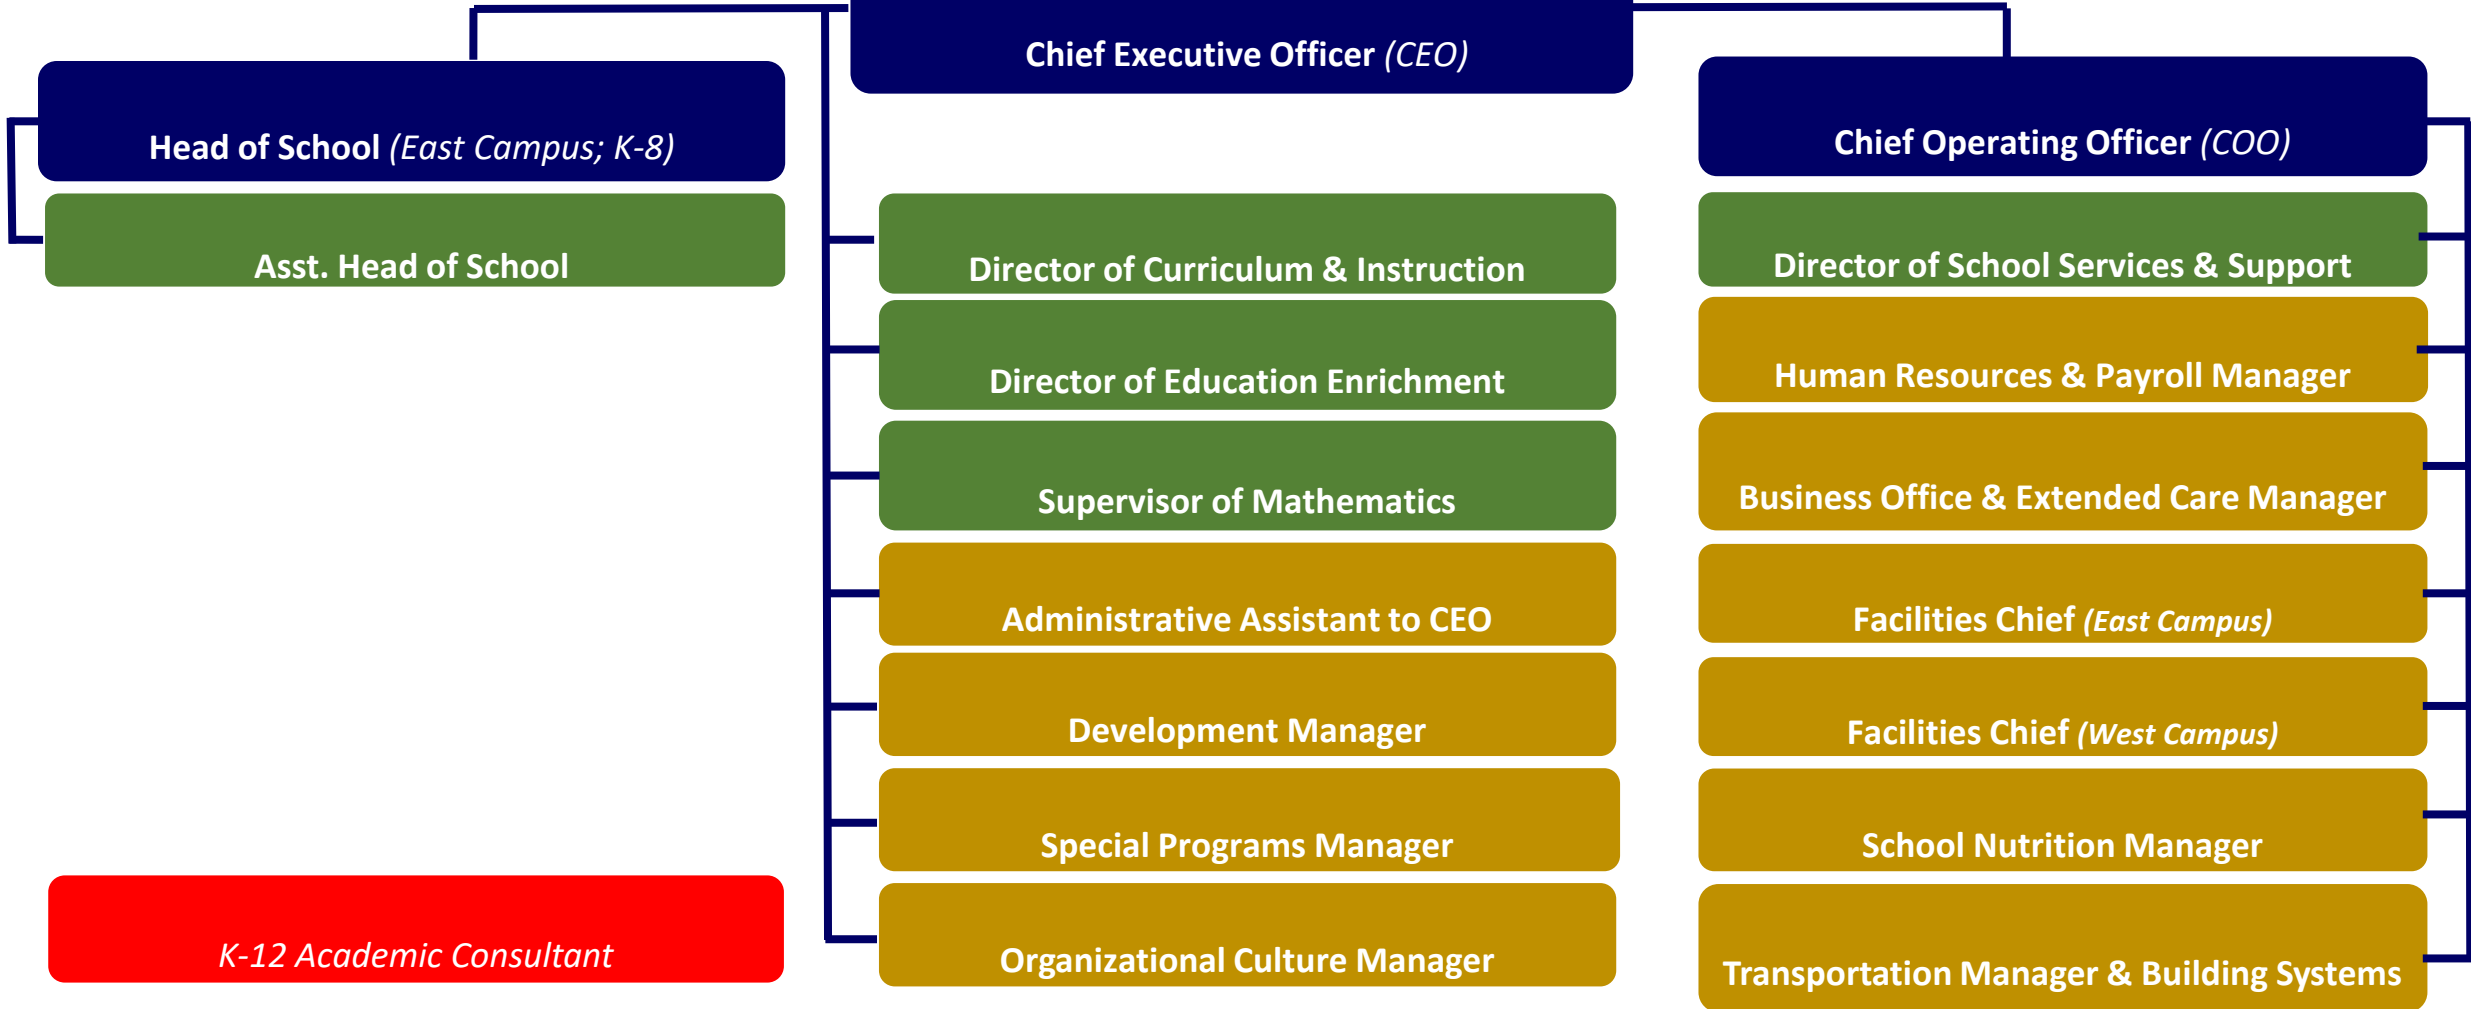 Chief Executive Officer (CEO)
Head of School (East Campus; K-8)
Asst. Head of School
K-12 Academic Consultant
Director of Curriculum & Instruction
Director of Education Enrichment
Supervisor of Mathematics
Administrative Assistant to CEO
Development Manager
Special Programs Manager
Organizational Culture Manager
Chief Operating Officer (COO)
Director of School Services & Support
Human Resources & Payroll Manager
Business Office & Extended Care Manager
Facilities Chief (East Campus)
Facilities Chief (West Campus)
School Nutrition Manager
Transportation Manager & Building Systems